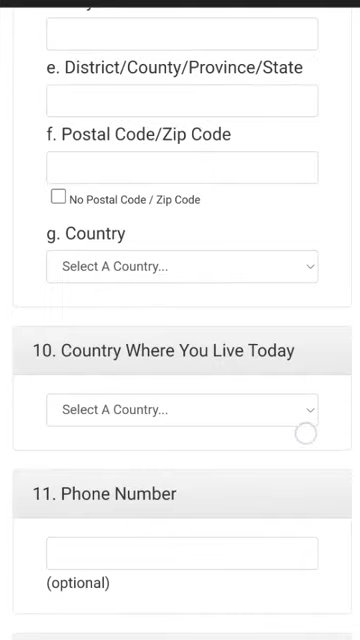 e. District/County/Province/State
f. Postal Code/Zip Code
No Postal Code / Zip Code
g. Country
Select A Country...
10. Country Where You Live Today
Select A Country...
11. Phone Number
(optional)